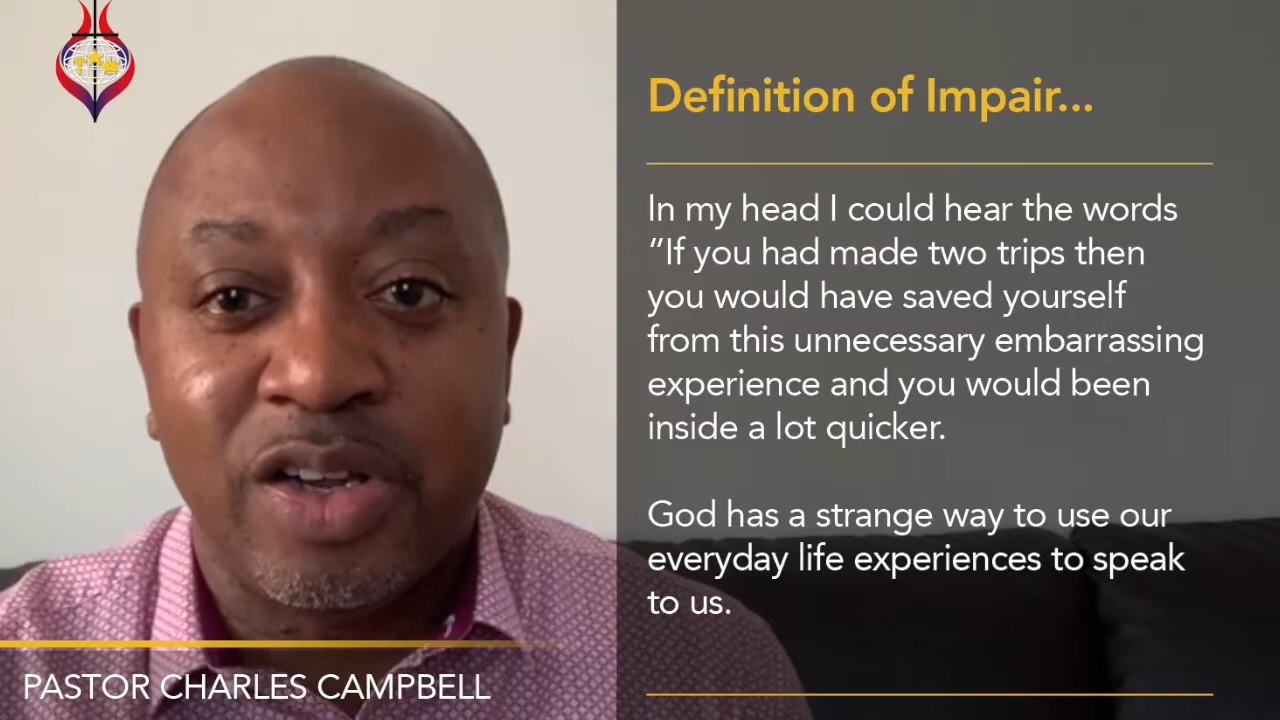 Definition of Impair...
In my head I could hear the words
“If you had made two trips then
you would have saved yourself
from this unnecessary embarrassing
experience and you would been
inside a lot quicker.
God has a strange way to use our
everyday life experiences to speak
to us.
PASTOR CHARLES CAMPBELL